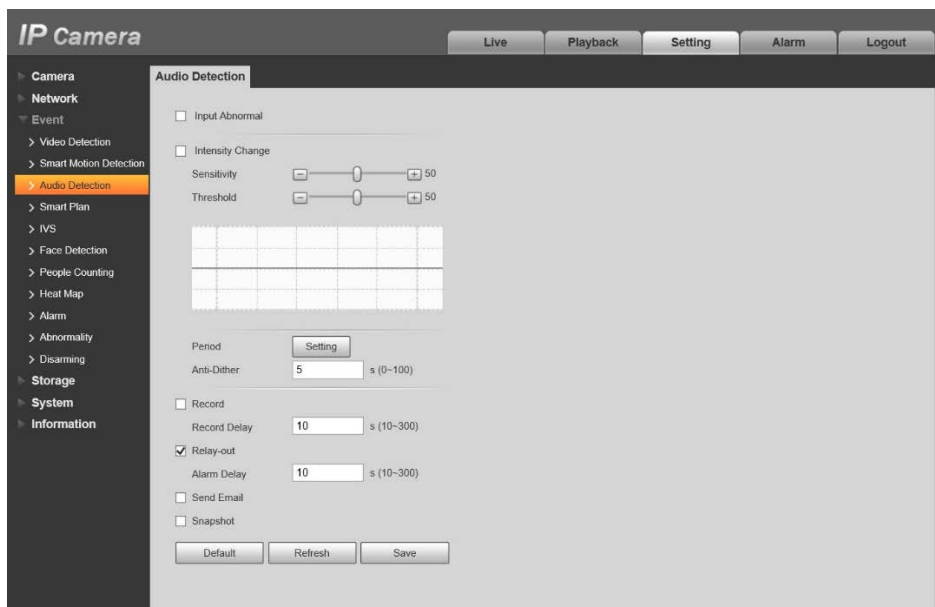 IP Camera
Live
Playback
Setting
Alarm
Logout
Camera
Network
Event
> Video Detection
> Smart Motion Detection
> Audio Detection
> Smart Plan
> IVS
> Face Detection
> People Counting
> Heat Map
> Alarm
> Abnormality
> Disarming
Storage
System
Information
Audio Detection
Input Abnormal
Intensity Change
Sensitivity 50
Threshold 50
Period Setting
Anti-Dither 5 s (0~100)
Record
Record Delay 10 s (10~300)
Relay-out
Alarm Delay 10 s (10~300)
Send Email
Snapshot
Default Refresh Save